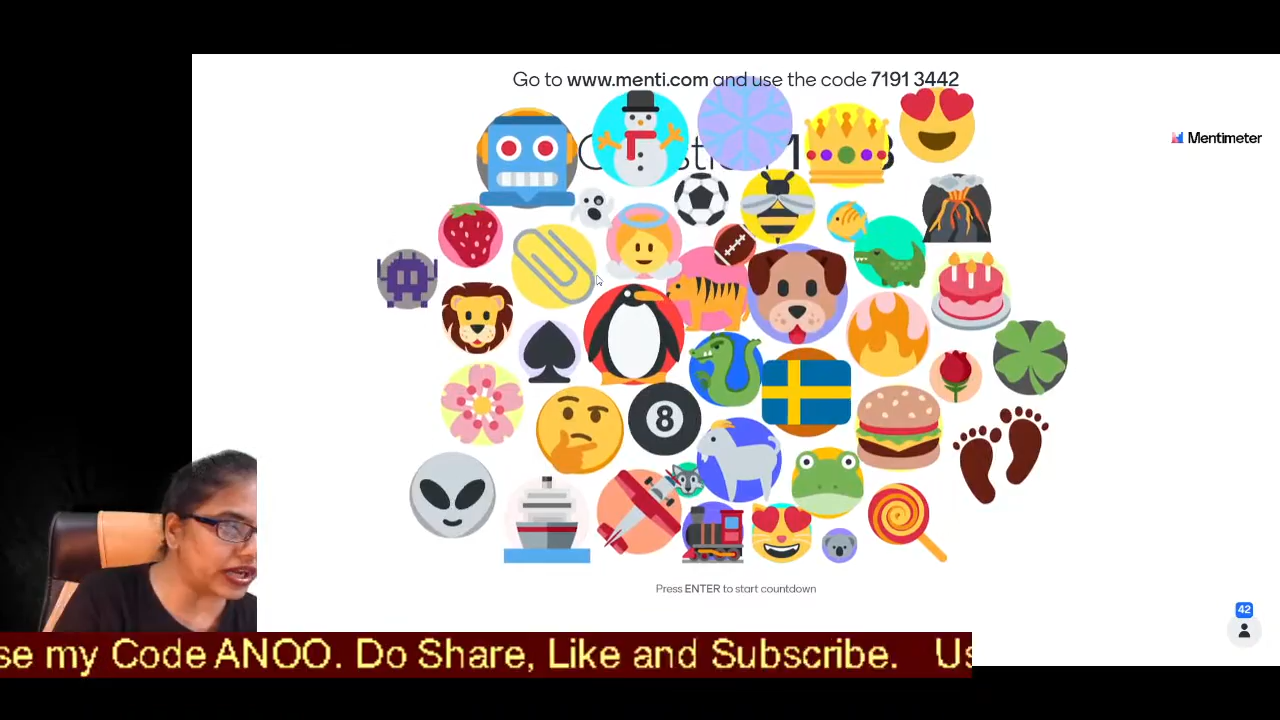 Go to www.menti.com and use the code 7191 3442
Mentimeter
8
Press ENTER to start countdown
42
se my Code ANOO. Do Share, Like and Subscribe. Us